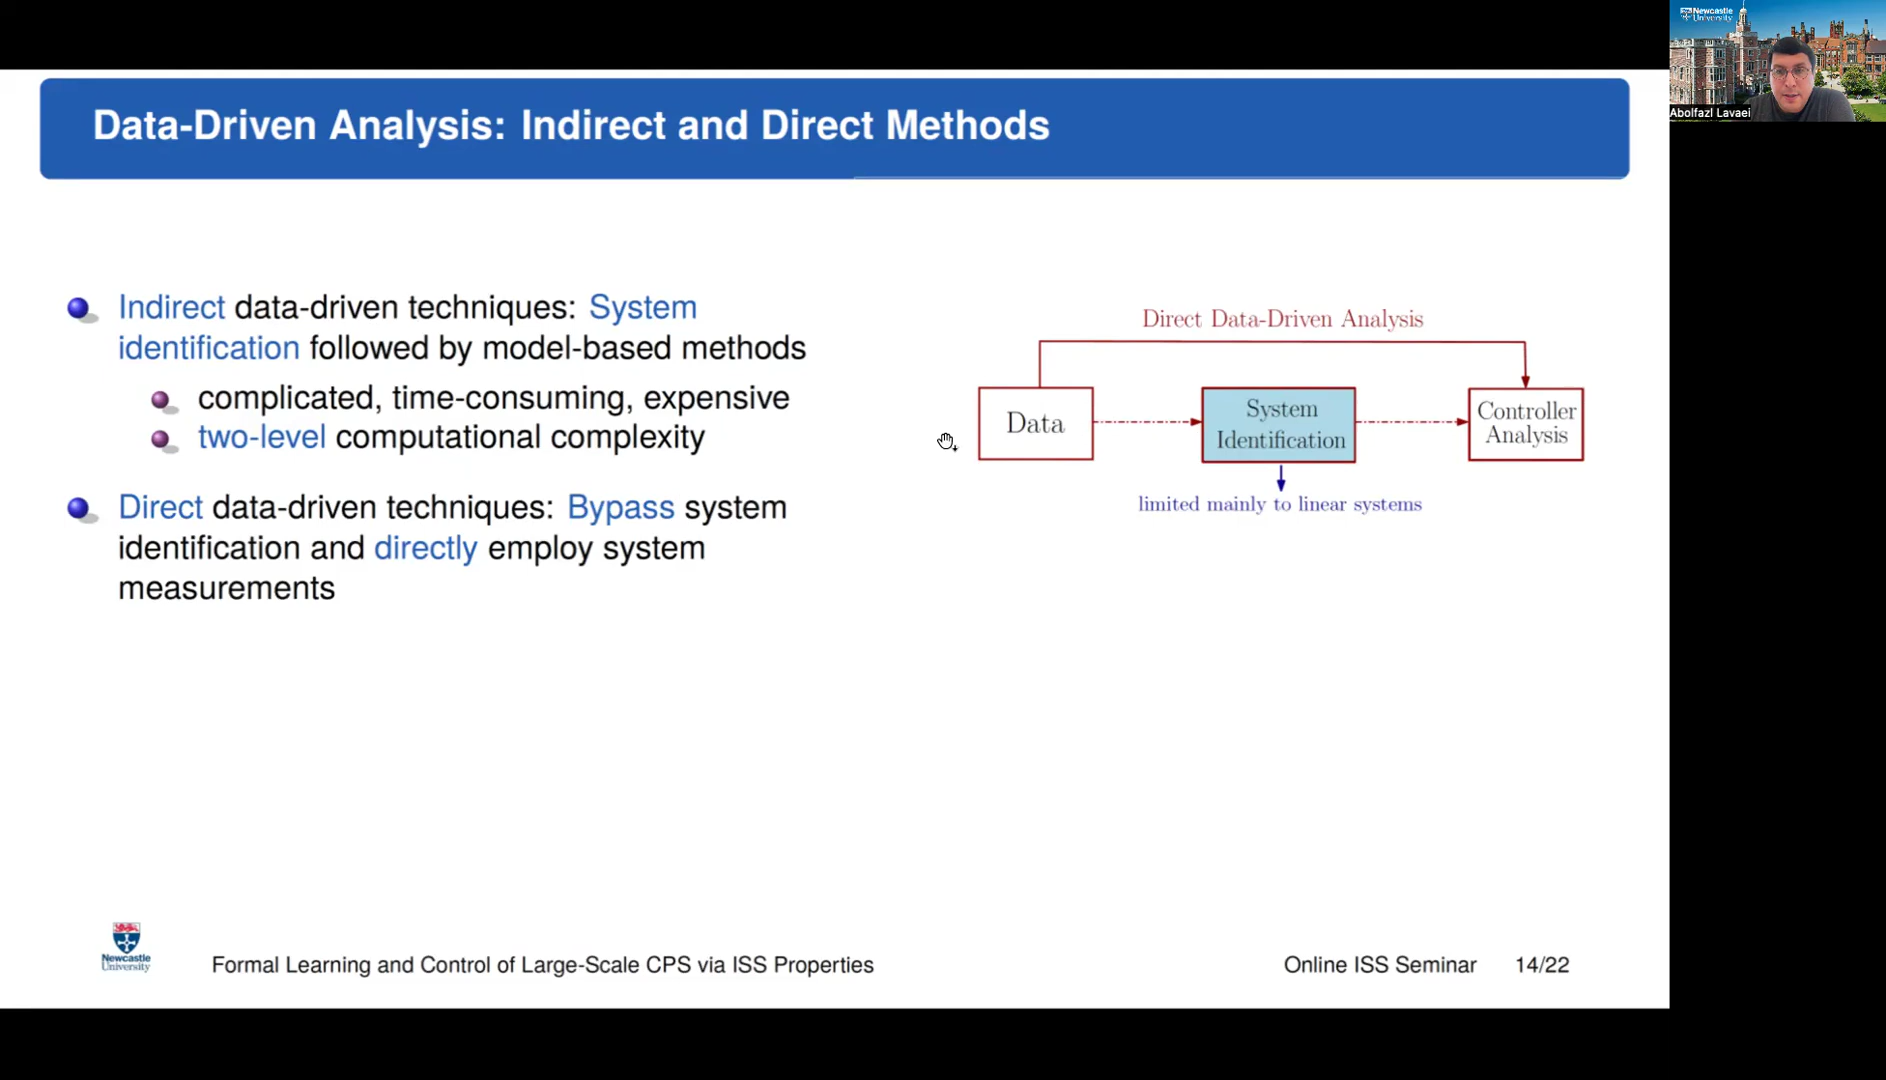 Newcastle
University
Abolfazl Lavaei
Data-Driven Analysis: Indirect and Direct Methods
Indirect data-driven techniques: System
identification followed by model-based methods
complicated, time-consuming, expensive
two-level computational complexity
Direct data-driven techniques: Bypass system
identification and directly employ system
measurements
Direct Data-Driven Analysis
Data
System
Identification
Controller
Analysis
limited mainly to linear systems
Newcastle
University
Formal Learning and Control of Large-Scale CPS via ISS Properties
Online ISS Seminar
14/22